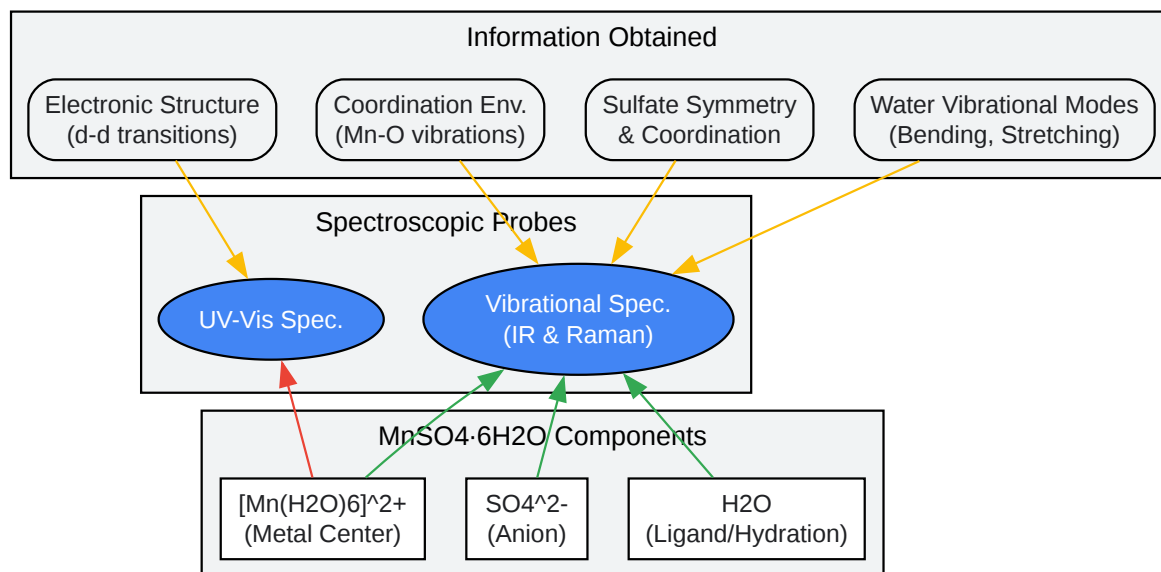 Information Obtained
Electronic Structure
(d-d transitions)
Coordination Env.
(Mn-O vibrations)
Sulfate Symmetry
& Coordination
Water Vibrational Modes
(Bending, Stretching)
Spectroscopic Probes
UV-Vis Spec.
Vibrational Spec.
(IR & Raman)
MnSO4·6H2O Components
[Mn(H2O)6]^2+
(Metal Center)
SO4^2-
(Anion)
H2O
(Ligand/Hydration)